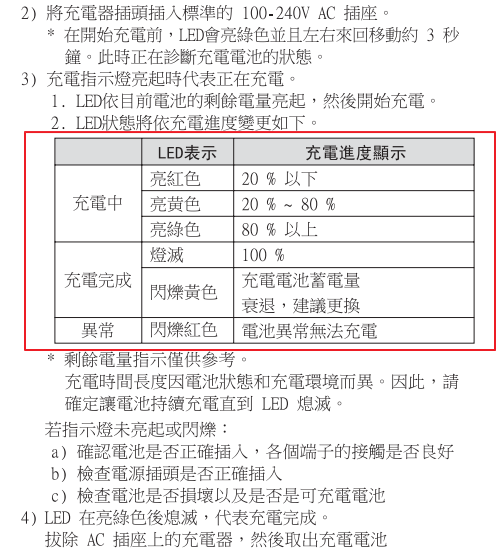 2) 將充電器插頭插入標準的 100-240V AC 插座。
* 在開始充電前，LED會亮綠色並且左右來回移動約 3 秒
鐘。此時正在診斷充電電池的狀態。
3) 充電指示燈亮起時代表正在充電。
1. LED依目前電池的剩餘電量亮起，然後開始充電。
2. LED狀態將依充電進度變更如下。
LED表示 充電進度顯示
充電中 亮紅色 20 % 以下
亮黃色 20 % ~ 80 %
亮綠色 80 % 以上
充電完成 燈滅 100 %
閃爍黃色 充電電池蓄電量
衰退，建議更換
異常 閃爍紅色 電池異常無法充電
* 剩餘電量指示僅供參考。
充電時間長度因電池狀態和充電環境而異。因此，請
確定讓電池持續充電直到 LED 熄滅。
若指示燈未亮起或閃爍：
a) 確認電池是否正確插入，各個端子的接觸是否良好
b) 檢查電源插頭是否正確插入
c) 檢查電池是否損壞以及是否是可充電電池
4) LED 在亮綠色後熄滅，代表充電完成。
拔除 AC 插座上的充電器，然後取出充電電池